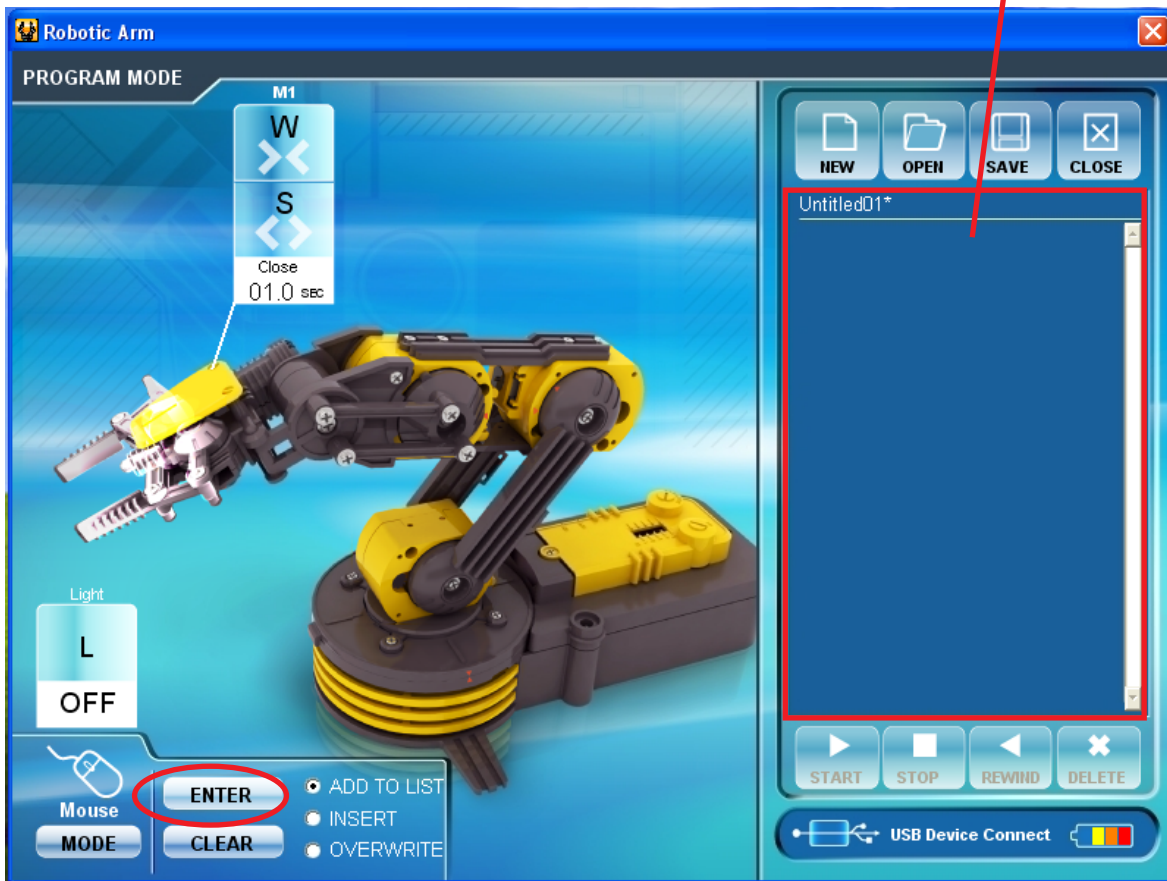 Robotic Arm
PROGRAM MODE
M1
W
S
Close
01.0 SEC
Light
L
OFF
Mouse
MODE
ENTER
CLEAR
ADD TO LIST
INSERT
OVERWRITE
NEW OPEN SAVE CLOSE
Untitled01*
START STOP REWIND DELETE
USB Device Connect